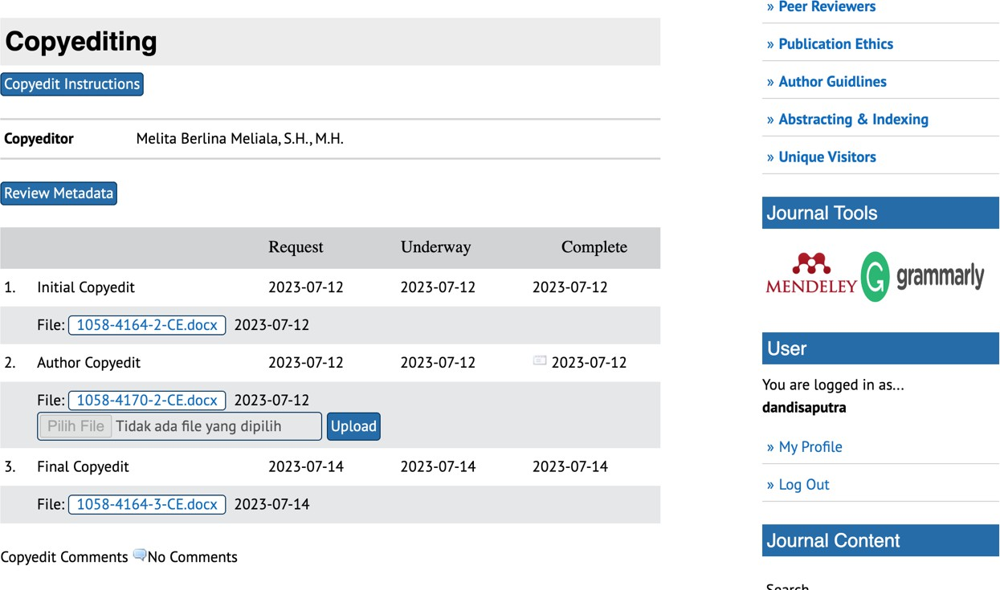 Copyediting
Copyedit Instructions
Copyeditor Melita Berlina Meliala, S.H., M.H.
Review Metadata
Request Underway Complete
1. Initial Copyedit 2023-07-12 2023-07-12 2023-07-12
File: 1058-4164-2-CE.docx 2023-07-12
2. Author Copyedit 2023-07-12 2023-07-12 2023-07-12
File: 1058-4170-2-CE.docx 2023-07-12
Pilih File Tidak ada file yang dipilih Upload
3. Final Copyedit 2023-07-14 2023-07-14 2023-07-14
File: 1058-4164-3-CE.docx 2023-07-14
Copyedit Comments No Comments
» Peer Reviewers
» Publication Ethics
» Author Guidlines
» Abstracting & Indexing
» Unique Visitors
Journal Tools
MENDELEY grammarly
User
You are logged in as...
dandisaputra
» My Profile
» Log Out
Journal Content
Search